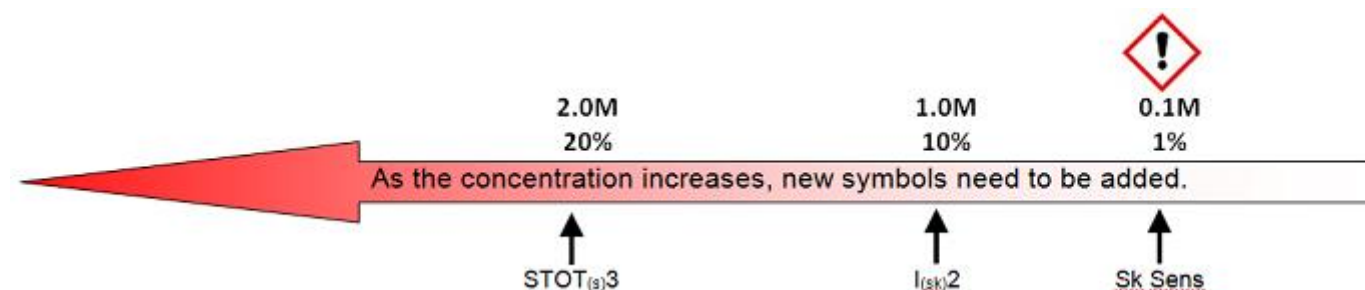 !
2.0M 1.0M 0.1M
20% 10% 1%
As the concentration increases, new symbols need to be added.
STOT(s)3 I(sk)2 Sk Sens